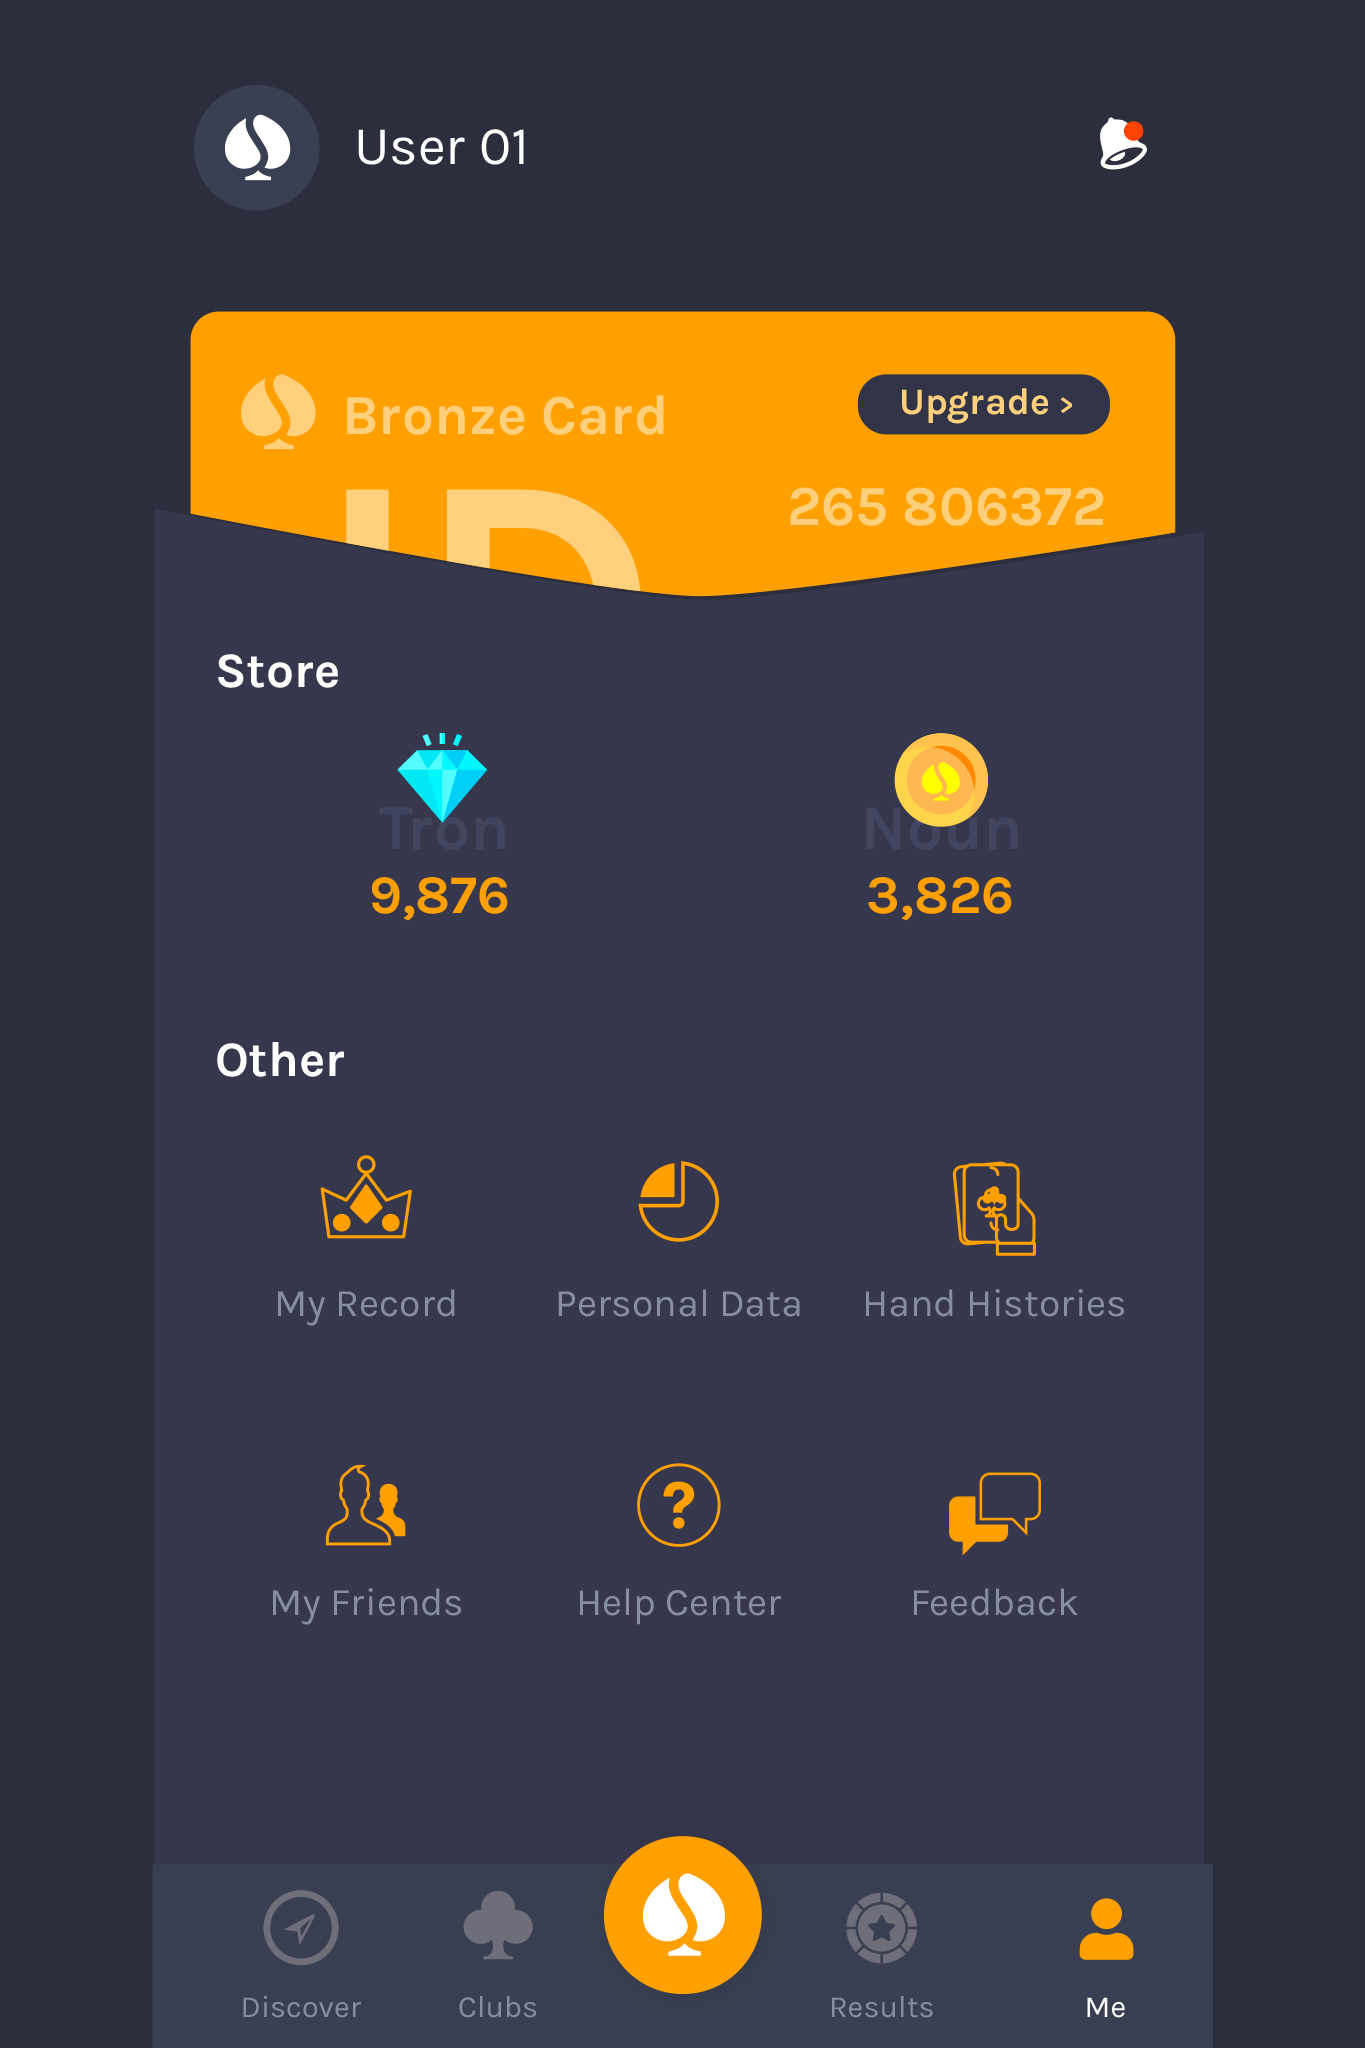 User 01
Bronze Card
Upgrade >
ID
265 806372
Store
Tron
Noun
9,876
3,826
Other
My Record
Personal Data
Hand Histories
My Friends
Help Center
Feedback
Discover
Clubs
Results
Me